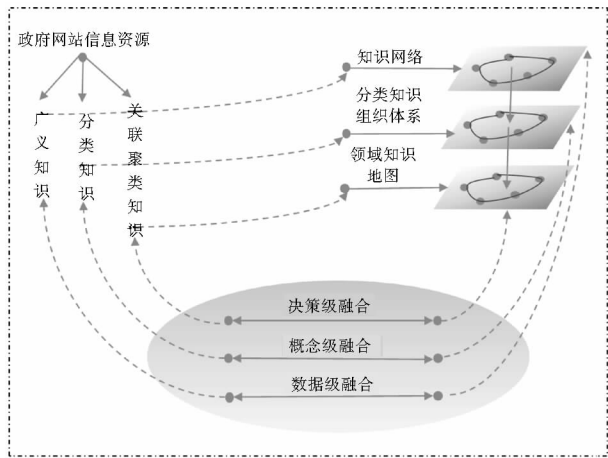 政府网站信息资源
广义知识
分类知识
关联聚类知识
知识网络
分类知识
组织体系
领域知识
地图
决策级融合
概念级融合
数据级融合